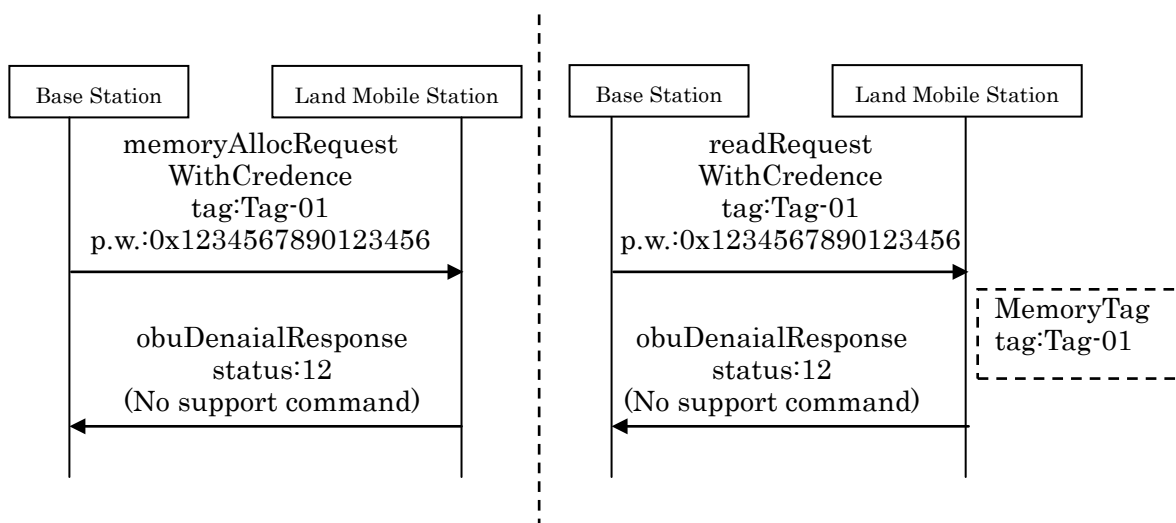 Base Station
Land Mobile Station
memoryAllocRequest
WithCredence
tag:Tag-01
p.w.:0x1234567890123456
obuDenaialResponse
status:12
(No support command)
Base Station
Land Mobile Station
readRequest
WithCredence
tag:Tag-01
p.w.:0x1234567890123456
MemoryTag
tag:Tag-01
obuDenaialResponse
status:12
(No support command)